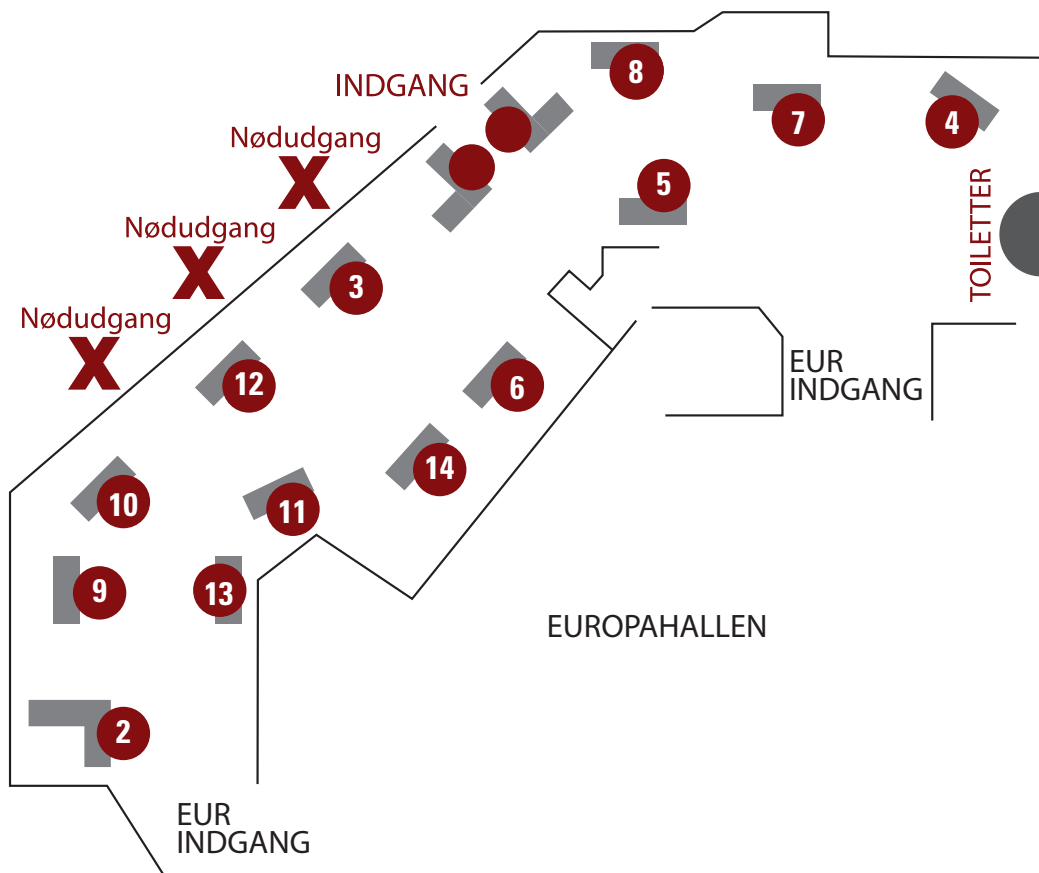 8
INDGANG
7
4
Nødudgang
X
5
TOILETTER
Nødudgang
X
3
Nødudgang
X
12
6
EUR
INDGANG
14
10
11
9
13
EUROPAHALLEN
2
EUR
INDGANG